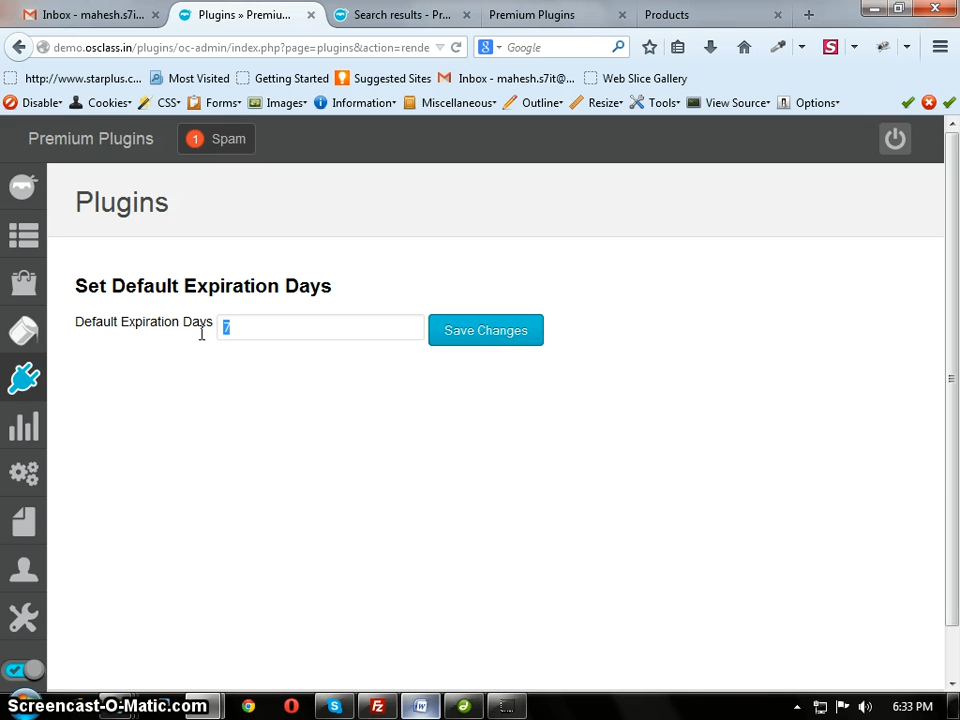 Inbox - mahesh.s7i...
Plugins » Premiu...
Search results - Pr...
Premium Plugins
Products
demo.osclass.in/plugins/oc-admin/index.php?page=plugins&action=rende
Google
http://www.starplus.c...
Most Visited
Getting Started
Suggested Sites
Inbox - mahesh.s7it@...
Web Slice Gallery
Disable
Cookies
CSS
Forms
Images
Information
Miscellaneous
Outline
Resize
Tools
View Source
Options
Premium Plugins
1 Spam
Plugins
Set Default Expiration Days
Default Expiration Days
7
Save Changes
Screencast-O-Matic.com
6:33 PM